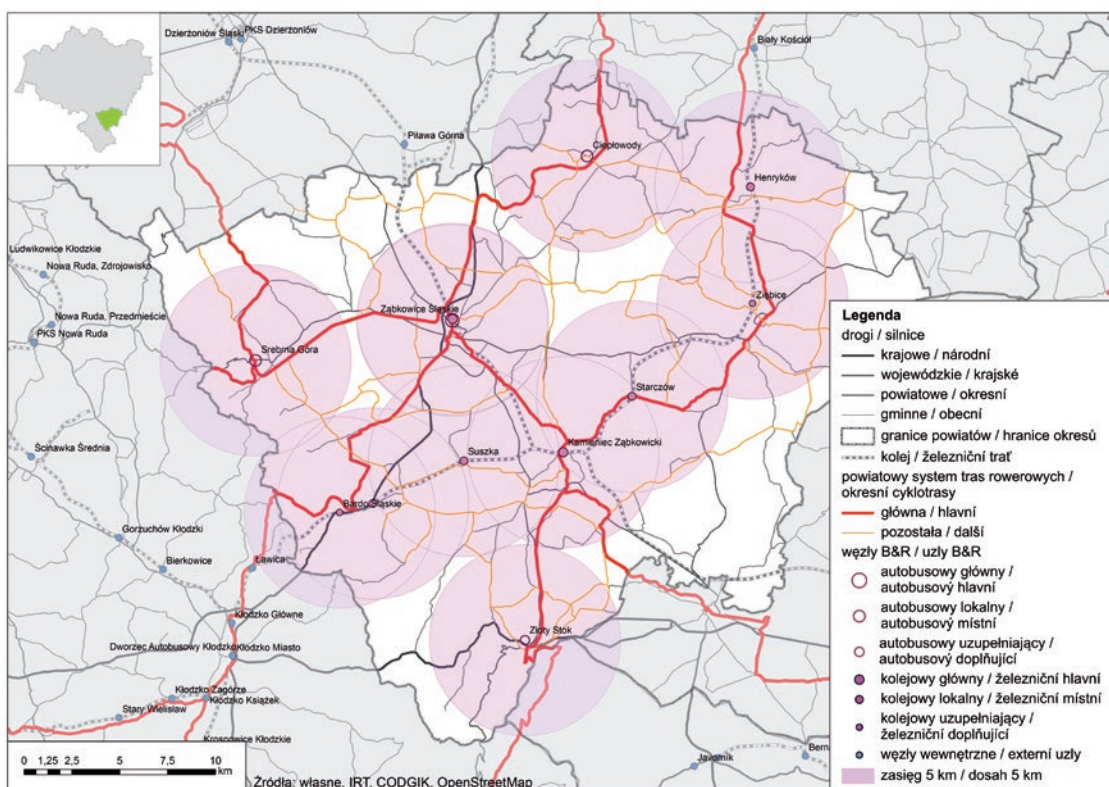 Dzierżoniów Śląski
PKS Dzierżoniów
Biały Kościół
Piława Górna
Ciepłowody
Henryków
Ludwikowice Kłodzkie
Nowa Ruda, Zdrojowisko
Nowa Ruda, Przedmieście
PKS Nowa Ruda
Ząbkowice Śląskie
Ziębice
Srebrna Góra
Starczów
Ścinawka Średnia
Suszka
Kamieniec Ząbkowicki
Bardo Śląskie
Gorzuchów Kłodzki
Bierkowice
Ławica
Kłodzko Główne
Złoty Stok
Dworzec Autobusowy Kłodzko
Kłodzko Miasto
Kłodzko Zagórze
Kłodzko Książek
Stary Wielisław
Krosnowice Kłodzkie
Javorník
Berna
Legenda
drogi / silnice
krajowe / národní
wojewódzkie / krajské
powiatowe / okresní
gminne / obecní
granice powiatów / hranice okresů
kolej / železniční trať
powiatowy system tras rowerowych /
okresní cyklotrasy
główna / hlavní
pozostała / další
węzły B&R / uzly B&R
autobusowy główny /
autobusový hlavní
autobusowy lokalny /
autobusový místní
autobusowy uzupełniający /
autobusový doplňující
kolejowy główny / železniční hlavní
kolejowy lokalny / železniční místní
kolejowy uzupełniający /
železniční doplňující
węzły wewnętrzne / externí uzly
zasięg 5 km / dosah 5 km
0 1,25 2,5 5 7,5 10
km
Źródła: własne, IRT, CODGIK, OpenStreetMap